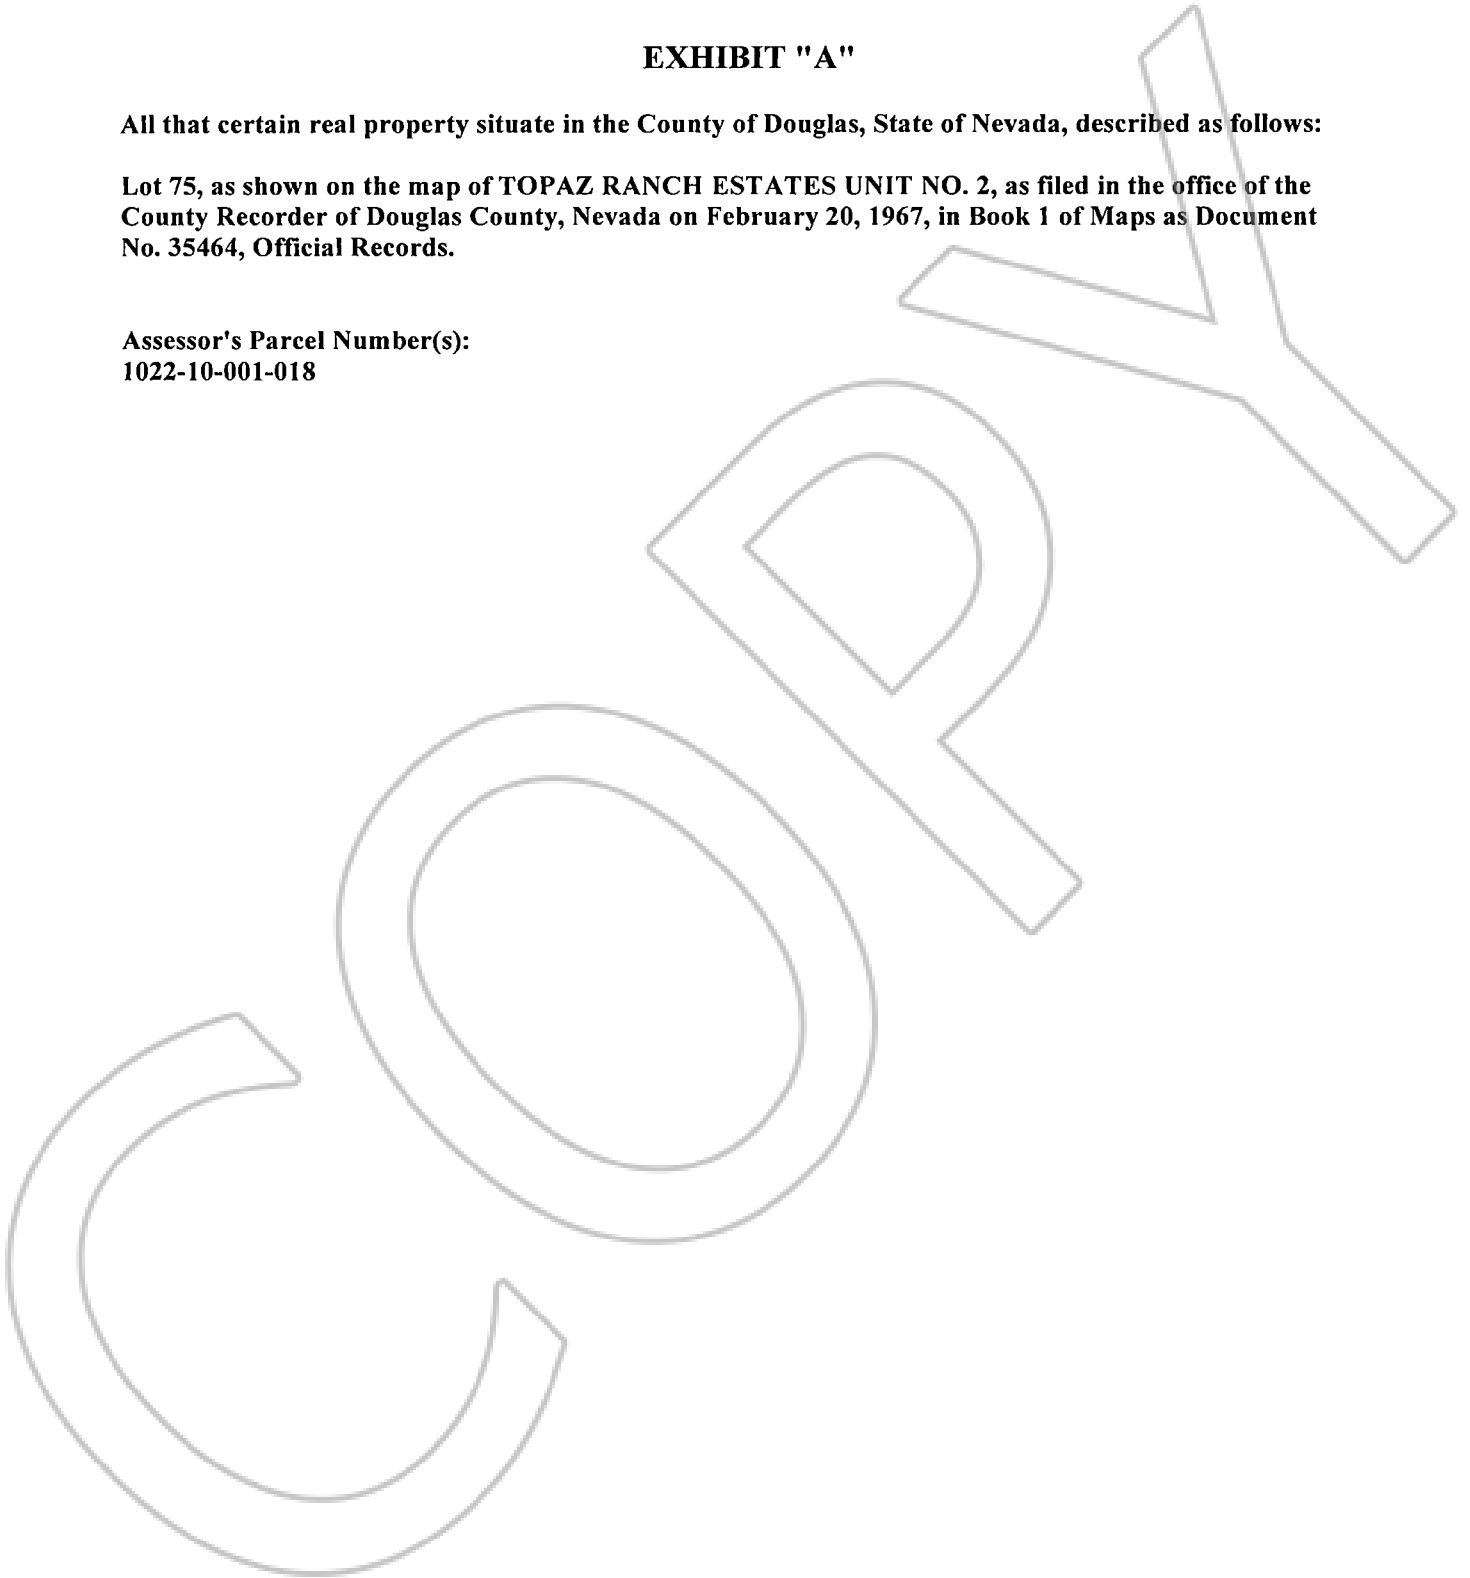 EXHIBIT "A"
All that certain real property situate in the County of Douglas, State of Nevada, described as follows:
Lot 75, as shown on the map of TOPAZ RANCH ESTATES UNIT NO. 2, as filed in the office of the
County Recorder of Douglas County, Nevada on February 20, 1967, in Book 1 of Maps as Document
No. 35464, Official Records.
Assessor's Parcel Number(s):
1022-10-001-018
COPY